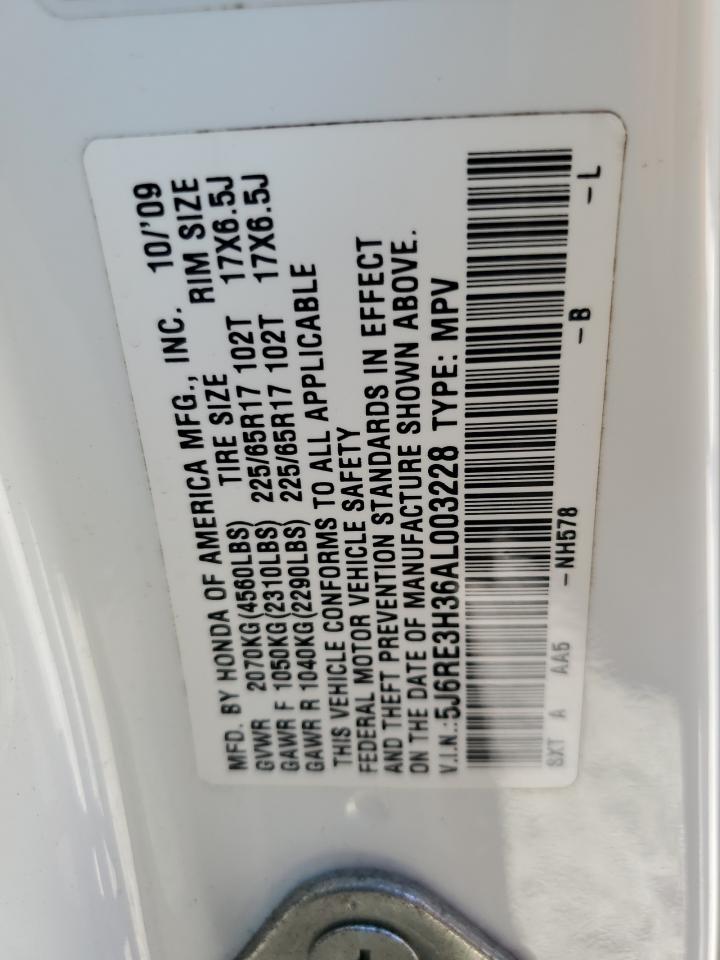 MFD. BY HONDA OF AMERICA MFG., INC. 10/'09
GVWR 2070KG(4560LBS) TIRE SIZE RIM SIZE
GAWR F 1050KG(2310LBS) 225/65R17 102T 17X6.5J
GAWR R 1040KG(2290LBS) 225/65R17 102T 17X6.5J
THIS VEHICLE CONFORMS TO ALL APPLICABLE
FEDERAL MOTOR VEHICLE SAFETY
AND THEFT PREVENTION STANDARDS IN EFFECT
ON THE DATE OF MANUFACTURE SHOWN ABOVE.
V.I.N.:5J6RE3H36AL003228 TYPE: MPV
SXT A AA5 -NH578 -B -L